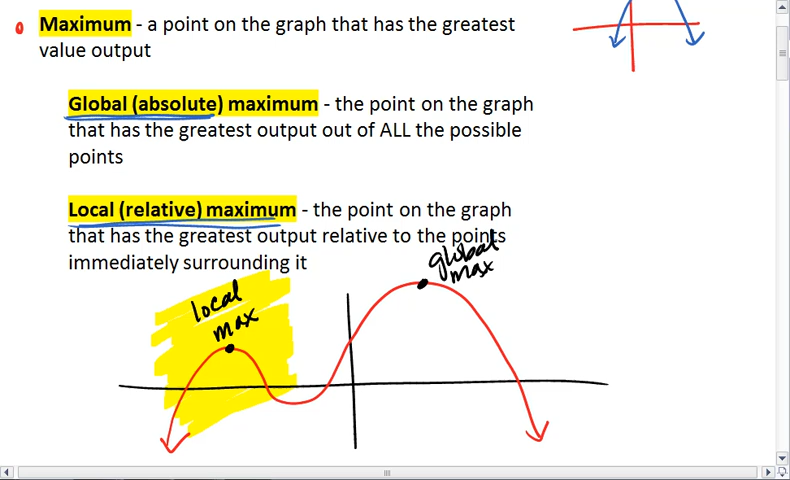 Maximum - a point on the graph that has the greatest
value output
Global (absolute) maximum - the point on the graph
that has the greatest output out of ALL the possible
points
Local (relative) maximum - the point on the graph
that has the greatest output relative to the points
immediately surrounding it
global
max
local
max